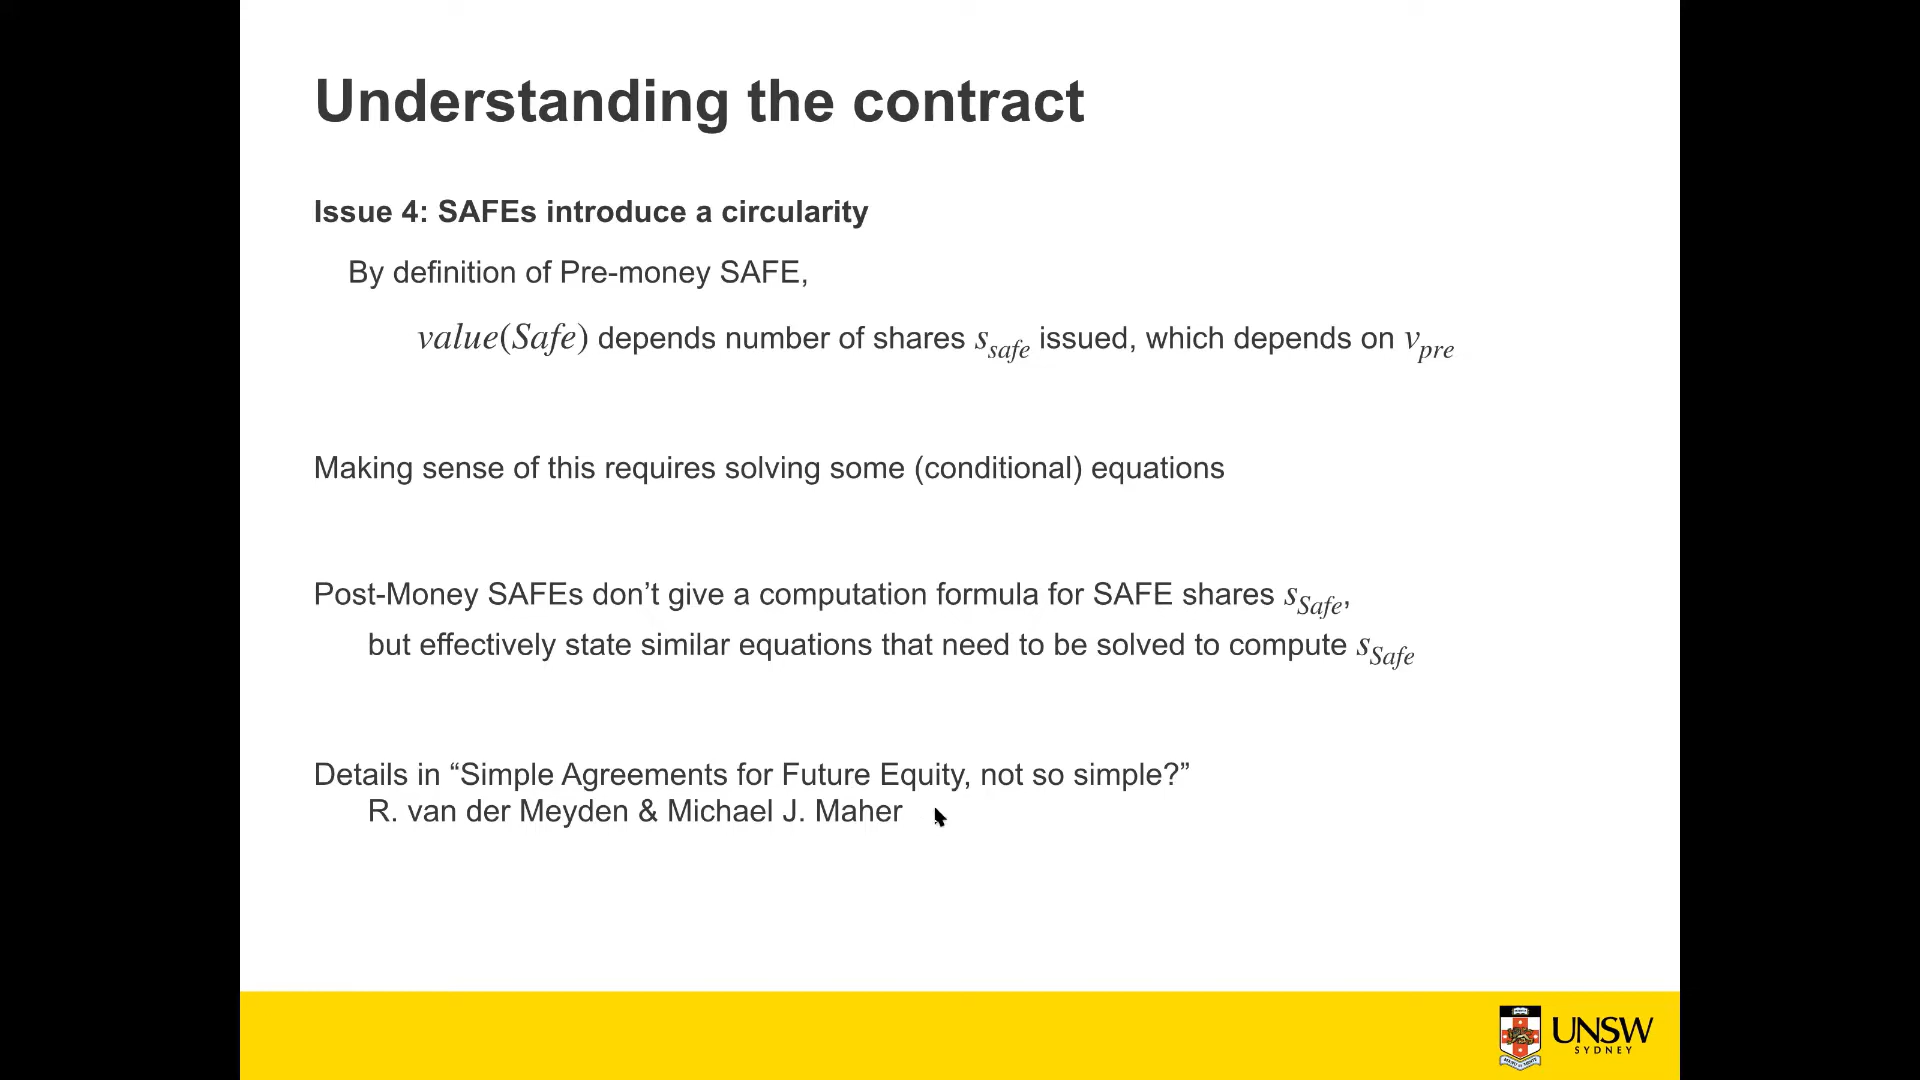 Understanding the contract
Issue 4: SAFEs introduce a circularity
By definition of Pre-money SAFE,
value(Safe) depends number of shares s_safe issued, which depends on v_pre
Making sense of this requires solving some (conditional) equations
Post-Money SAFEs don’t give a computation formula for SAFE shares s_Safe,
but effectively state similar equations that need to be solved to compute s_Safe
Details in “Simple Agreements for Future Equity, not so simple?”
R. van der Meyden & Michael J. Maher
UNSW
SYDNEY